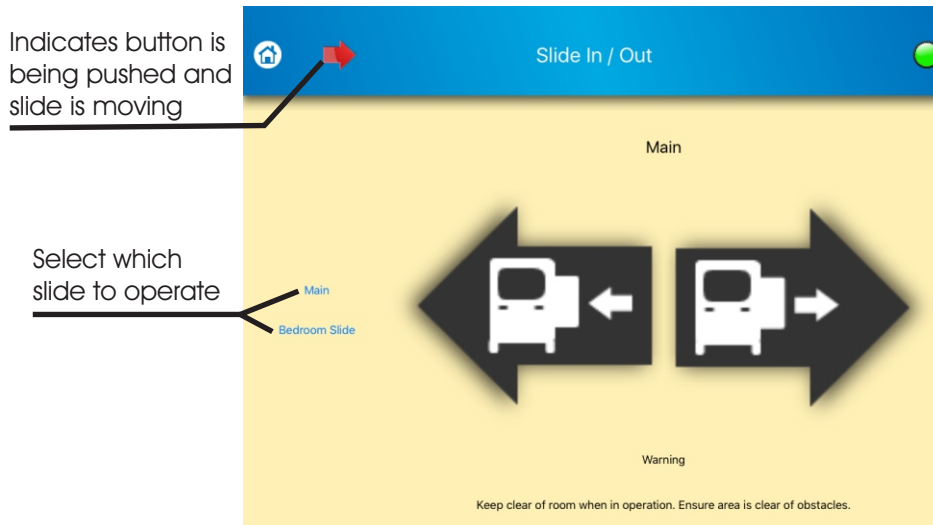 Indicates button is
being pushed and
slide is moving
Slide In / Out
Main
Select which
slide to operate
Main
Bedroom Slide
Warning
Keep clear of room when in operation. Ensure area is clear of obstacles.